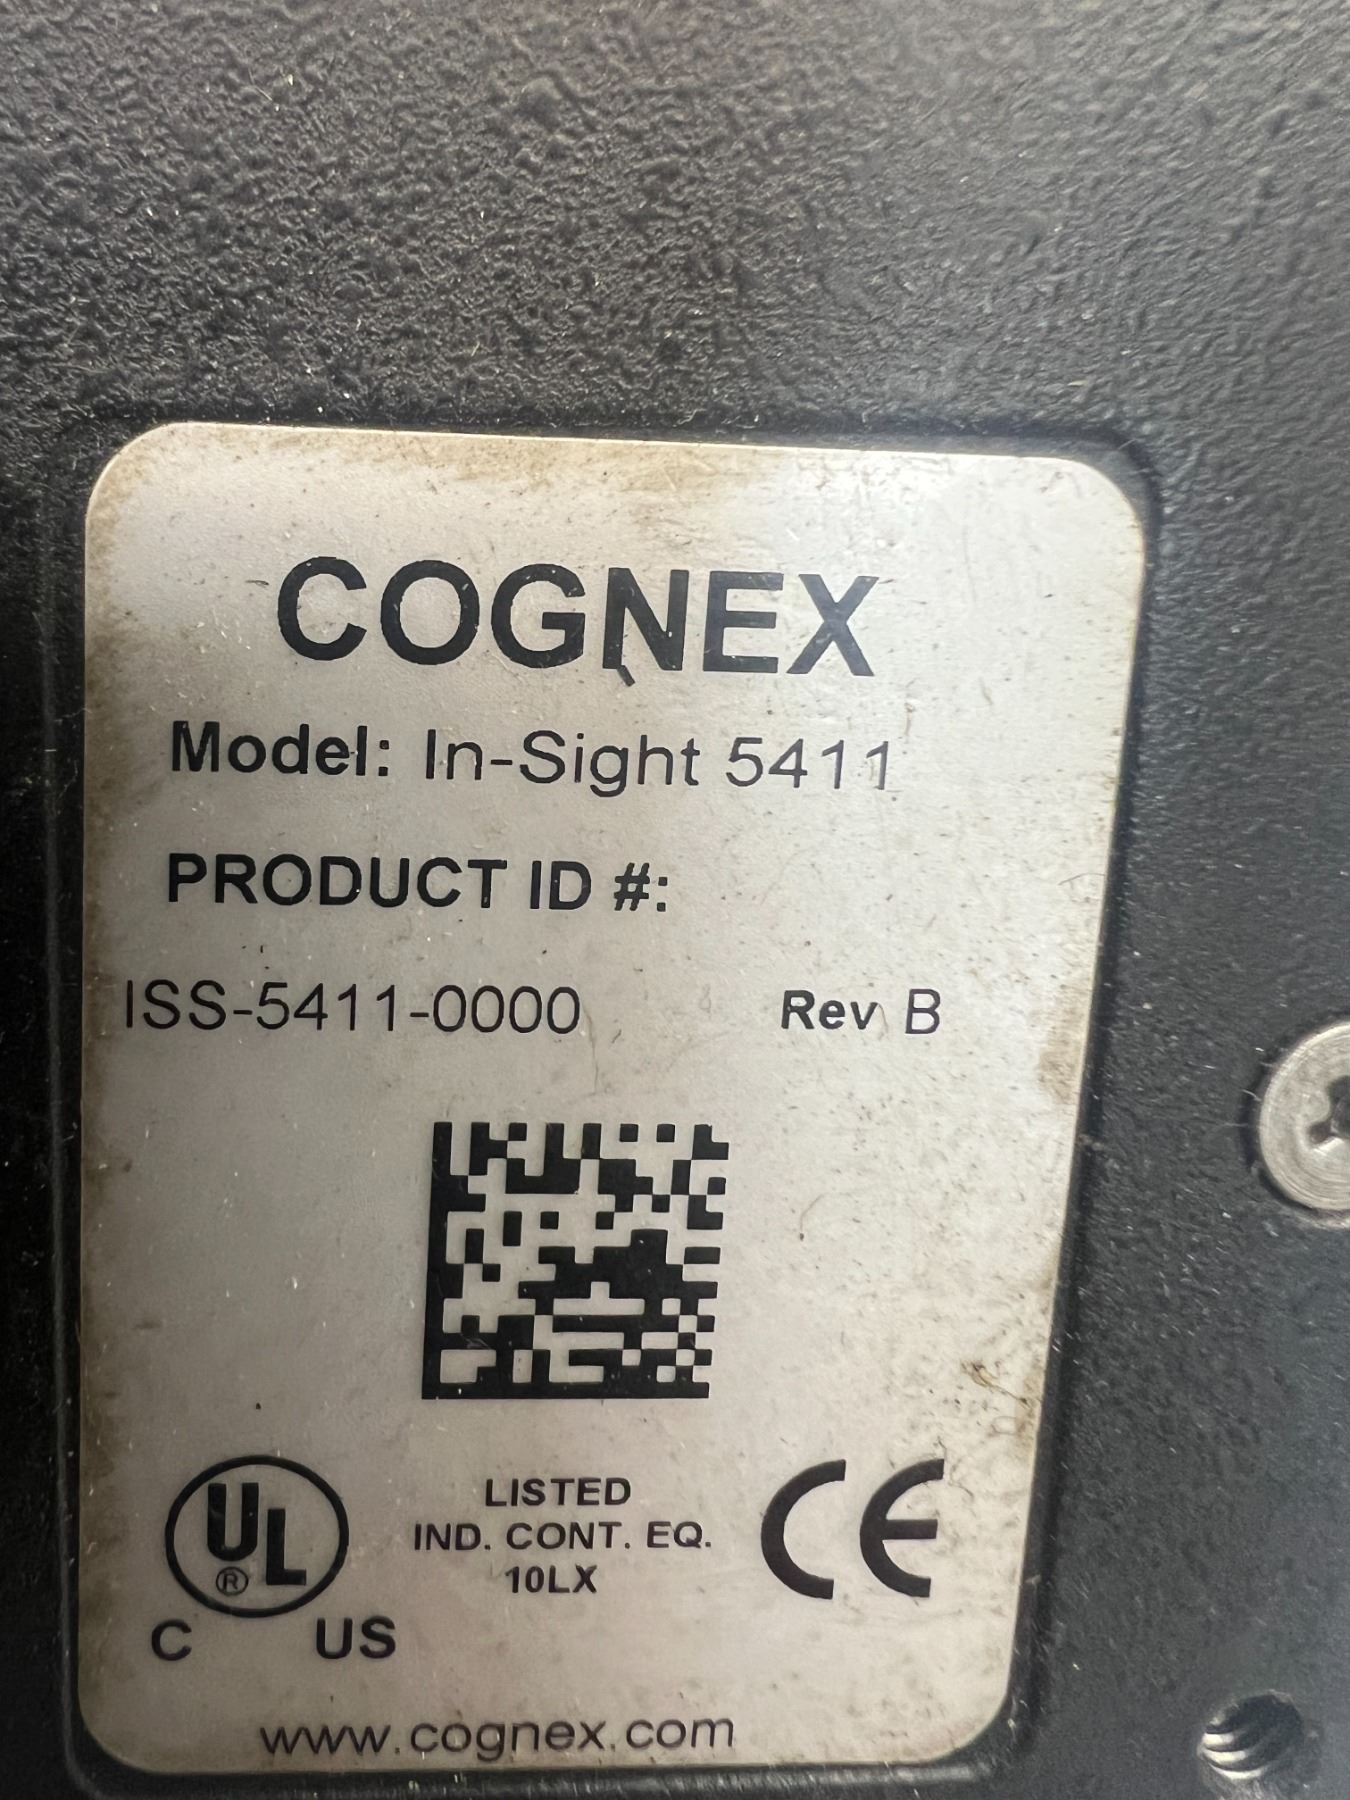 COGNEX
Model: In-Sight 5411
PRODUCT ID #:
ISS-5411-0000 Rev B
UL
®
C US
LISTED
IND. CONT. EQ.
10LX
CE
www.cognex.com